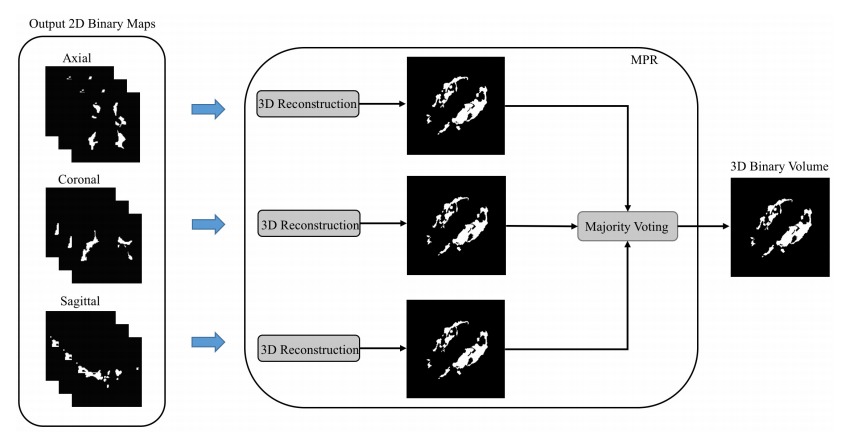 Output 2D Binary Maps
Axial
Coronal
Sagittal
MPR
3D Reconstruction
3D Reconstruction
3D Reconstruction
Majority Voting
3D Binary Volume